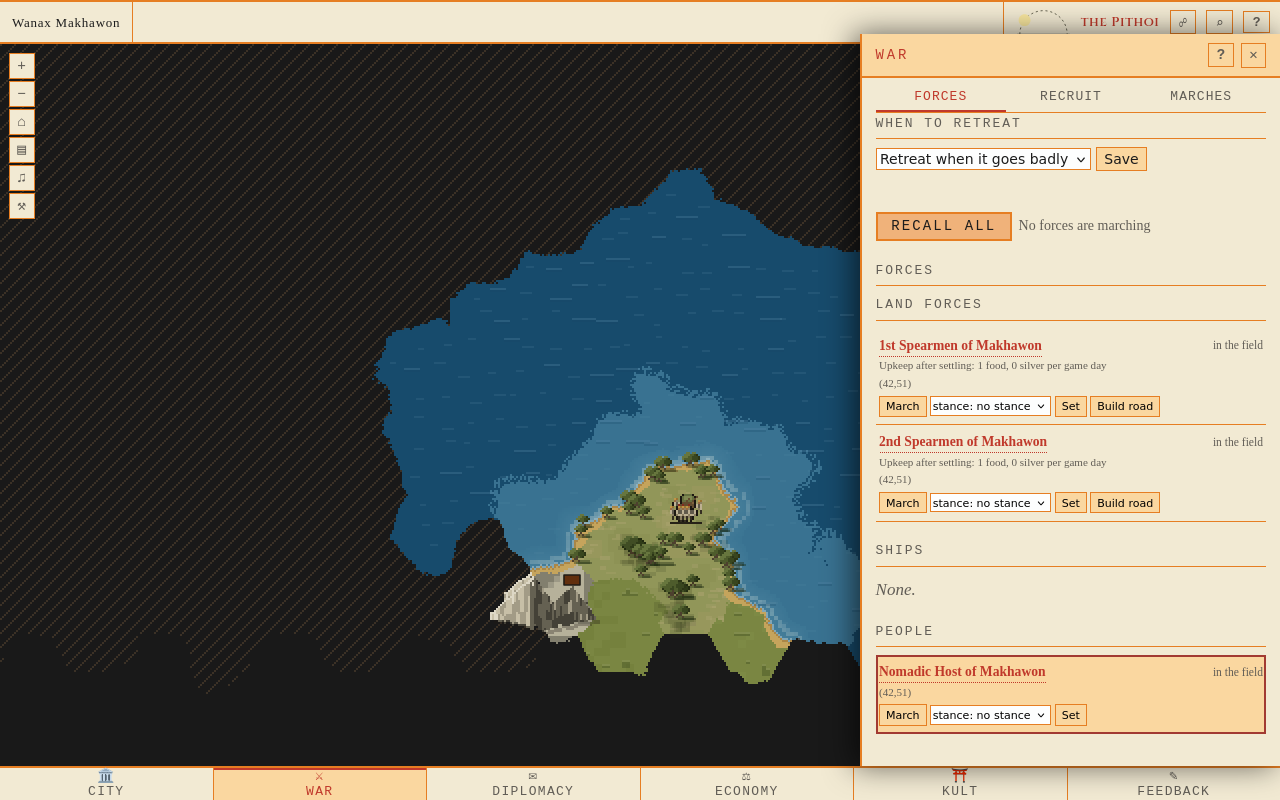 Wanax Makhawon
THE PITHOI
?
WAR
?
×
FORCES
RECRUIT
MARCHES
WHEN TO RETREAT
Retreat when it goes badly
Save
RECALL ALL
No forces are marching
FORCES
LAND FORCES
1st Spearmen of Makhawon
in the field
Upkeep after settling: 1 food, 0 silver per game day
(42,51)
March
stance: no stance
Set
Build road
2nd Spearmen of Makhawon
in the field
Upkeep after settling: 1 food, 0 silver per game day
(42,51)
March
stance: no stance
Set
Build road
SHIPS
None.
PEOPLE
Nomadic Host of Makhawon
in the field
(42,51)
March
stance: no stance
Set
CITY
WAR
DIPLOMACY
ECONOMY
KULT
FEEDBACK